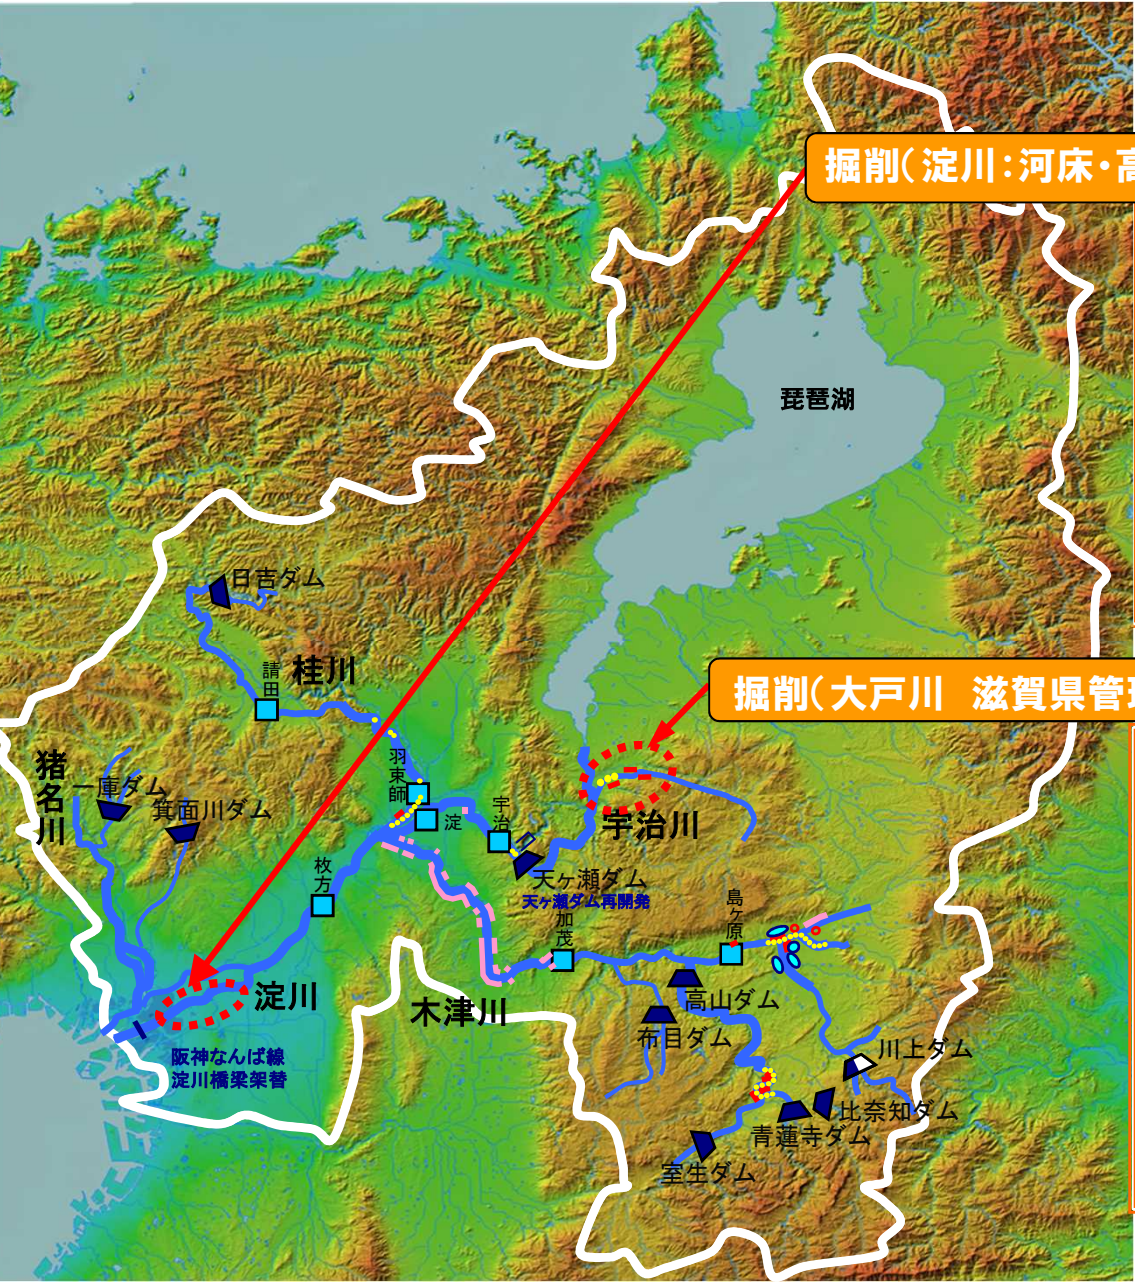 掘削(淀川:河床・高
琵琶湖
日吉ダム
請田
桂川
掘削(大戸川 滋賀県管理
猪名川
一庫ダム
箕面川ダム
羽束師
淀
宇治
宇治川
枚方
天ヶ瀬ダム
天ヶ瀬ダム再開発
加茂
島ヶ原
淀川
木津川
高山ダム
布目ダム
川上ダム
阪神なんば線
淀川橋梁架替
比奈知ダム
青蓮寺ダム
室生ダム